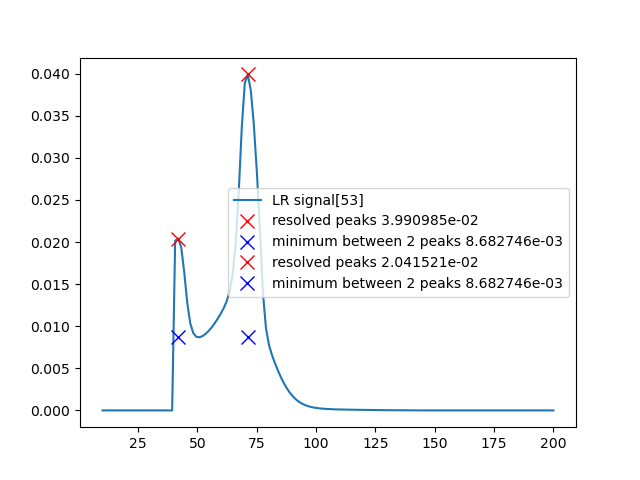 0.040
0.035
0.030
0.025
0.020
0.015
0.010
0.005
0.000
LR signal[53]
resolved peaks 3.990985e-02
minimum between 2 peaks 8.682746e-03
resolved peaks 2.041521e-02
minimum between 2 peaks 8.682746e-03
25 50 75 100 125 150 175 200